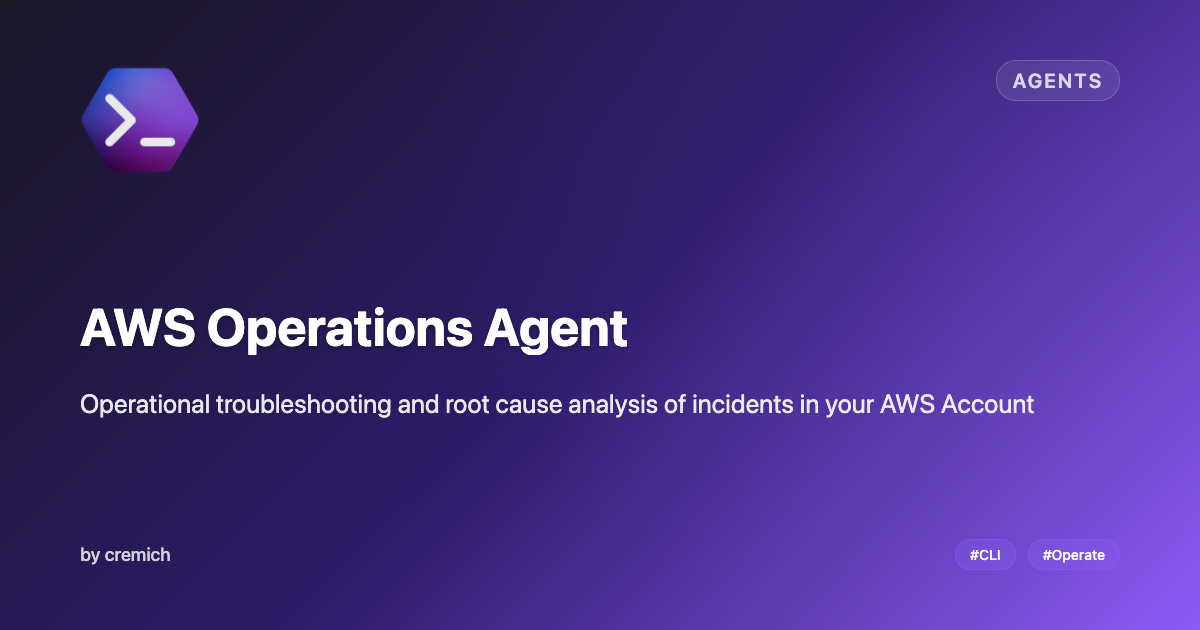 AGENTS
AWS Operations Agent
Operational troubleshooting and root cause analysis of incidents in your AWS Account
by cremich
#CLI
#Operate